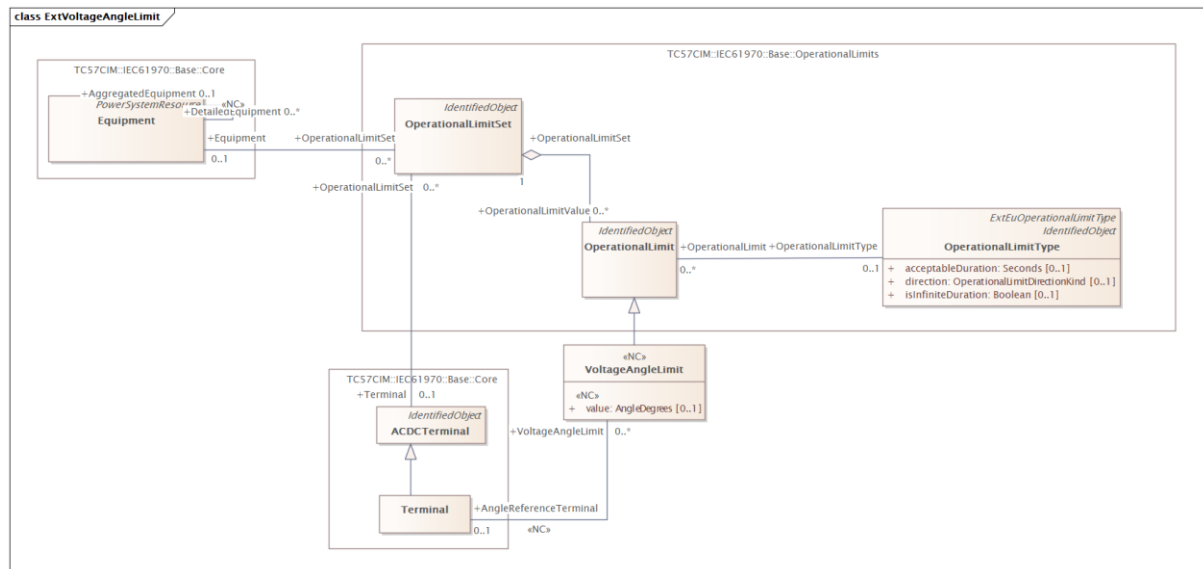 class ExtVoltageAngleLimit
TC57CIM::IEC61970::Base::OperationalLimits
TC57CIM::IEC61970::Base::Core
+AggregatedEquipment 0..1
PowerSystemResource
«NC»
+DetailedEquipment 0..*
Equipment
+Equipment
0..1
+OperationalLimitSet
0..*
IdentifiedObject
OperationalLimitSet
+OperationalLimitSet
1
+OperationalLimitSet 0..*
+OperationalLimitValue 0..*
IdentifiedObject
OperationalLimit
+OperationalLimit
0..*
+OperationalLimitType
0..1
ExtEuOperationalLimitType
IdentifiedObject
OperationalLimitType
+ acceptableDuration: Seconds [0..1]
+ direction: OperationalLimitDirectionKind [0..1]
+ isInfiniteDuration: Boolean [0..1]
«NC»
VoltageAngleLimit
«NC»
+ value: AngleDegrees [0..1]
TC57CIM::IEC61970::Base::Core
+Terminal 0..1
IdentifiedObject
ACDCTerminal
+VoltageAngleLimit 0..*
Terminal
+AngleReferenceTerminal
0..1
«NC»